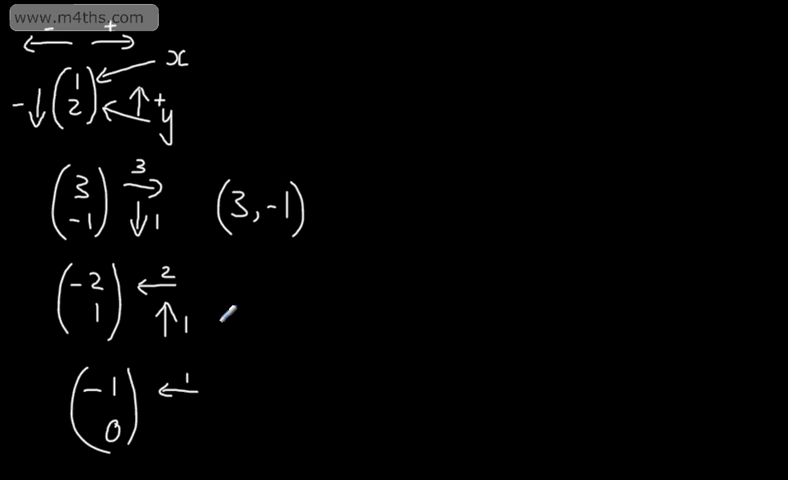 www.m4ths.com
- +
x
- ( 1 2 ) + y
( 3 -1 ) 3 1 (3, -1)
( -2 1 ) 2 1
( -1 0 ) 1